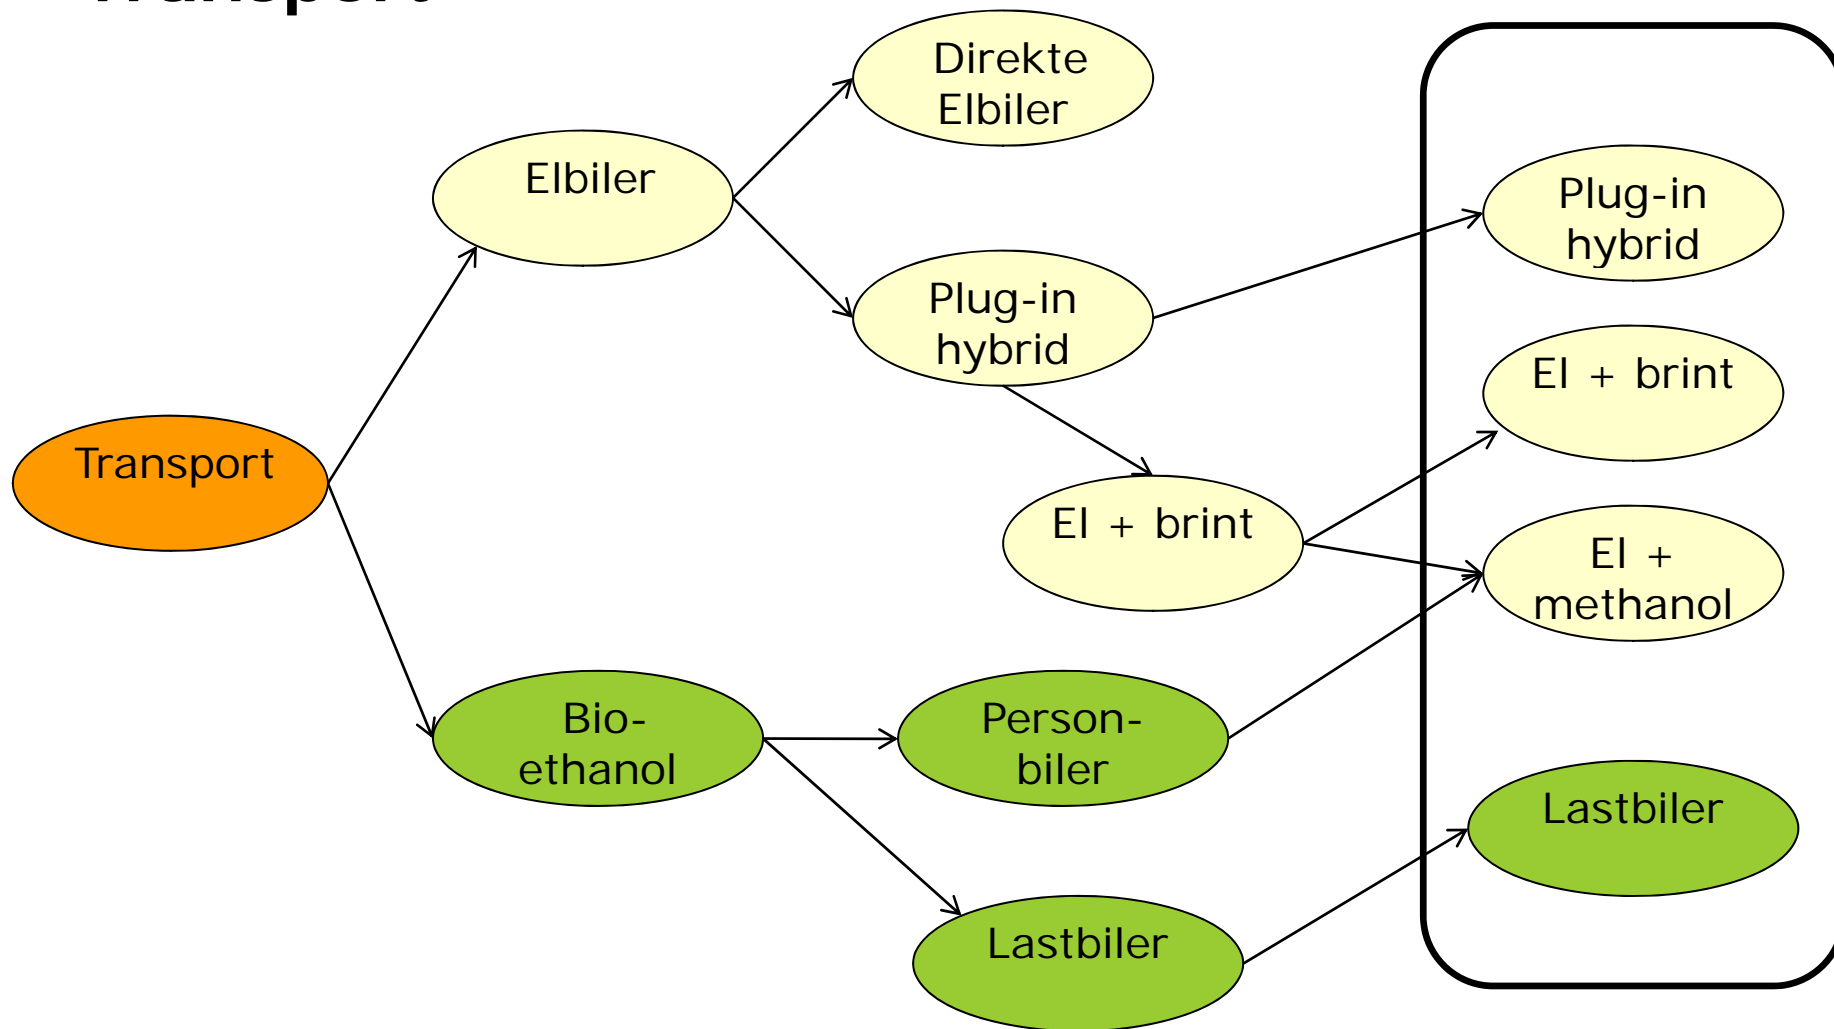 Transport
Direkte
Elbiler
Elbiler
Plug-in
hybrid
Plug-in
hybrid
El + brint
Transport
El + brint
El +
methanol
Bio-
ethanol
Person-
biler
Lastbiler
Lastbiler